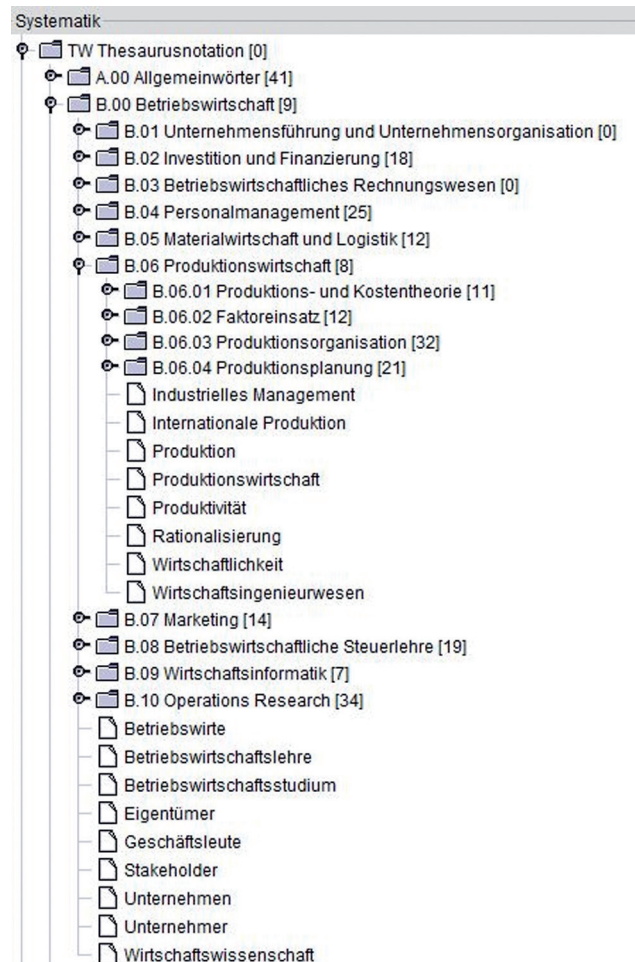 Systematik
TW Thesaurusnotation [0]
A.00 Allgemeinwörter [41]
B.00 Betriebswirtschaft [9]
B.01 Unternehmensführung und Unternehmensorganisation [0]
B.02 Investition und Finanzierung [18]
B.03 Betriebswirtschaftliches Rechnungswesen [0]
B.04 Personalmanagement [25]
B.05 Materialwirtschaft und Logistik [12]
B.06 Produktionswirtschaft [8]
B.06.01 Produktions- und Kostentheorie [11]
B.06.02 Faktoreinsatz [12]
B.06.03 Produktionsorganisation [32]
B.06.04 Produktionsplanung [21]
Industrielles Management
Internationale Produktion
Produktion
Produktionswirtschaft
Produktivität
Rationalisierung
Wirtschaftlichkeit
Wirtschaftsingenieurwesen
B.07 Marketing [14]
B.08 Betriebswirtschaftliche Steuerlehre [19]
B.09 Wirtschaftsinformatik [7]
B.10 Operations Research [34]
Betriebswirte
Betriebswirtschaftslehre
Betriebswirtschaftsstudium
Eigentümer
Geschäftsleute
Stakeholder
Unternehmen
Unternehmer
Wirtschaftswissenschaft